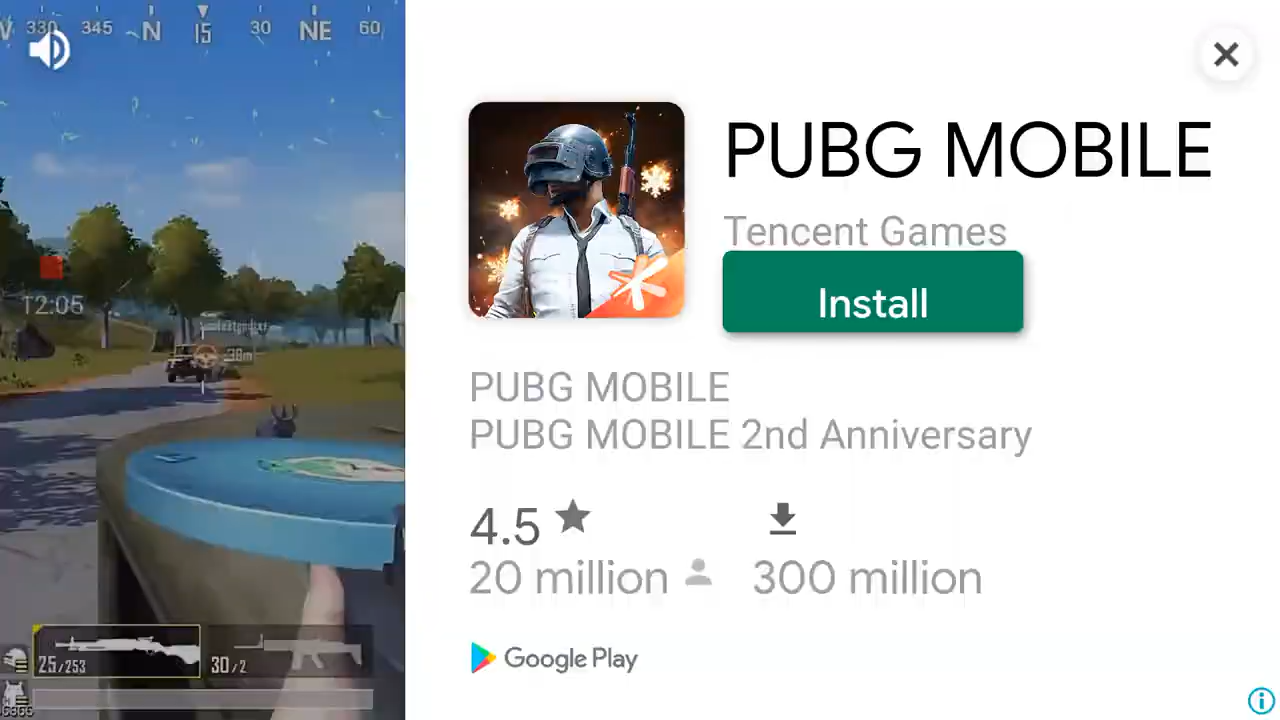 330 345 N 15 30 NE 60
T2:05
38m
25/253
30/2
PUBG MOBILE
Tencent Games
Install
PUBG MOBILE
PUBG MOBILE 2nd Anniversary
4.5
20 million
300 million
Google Play